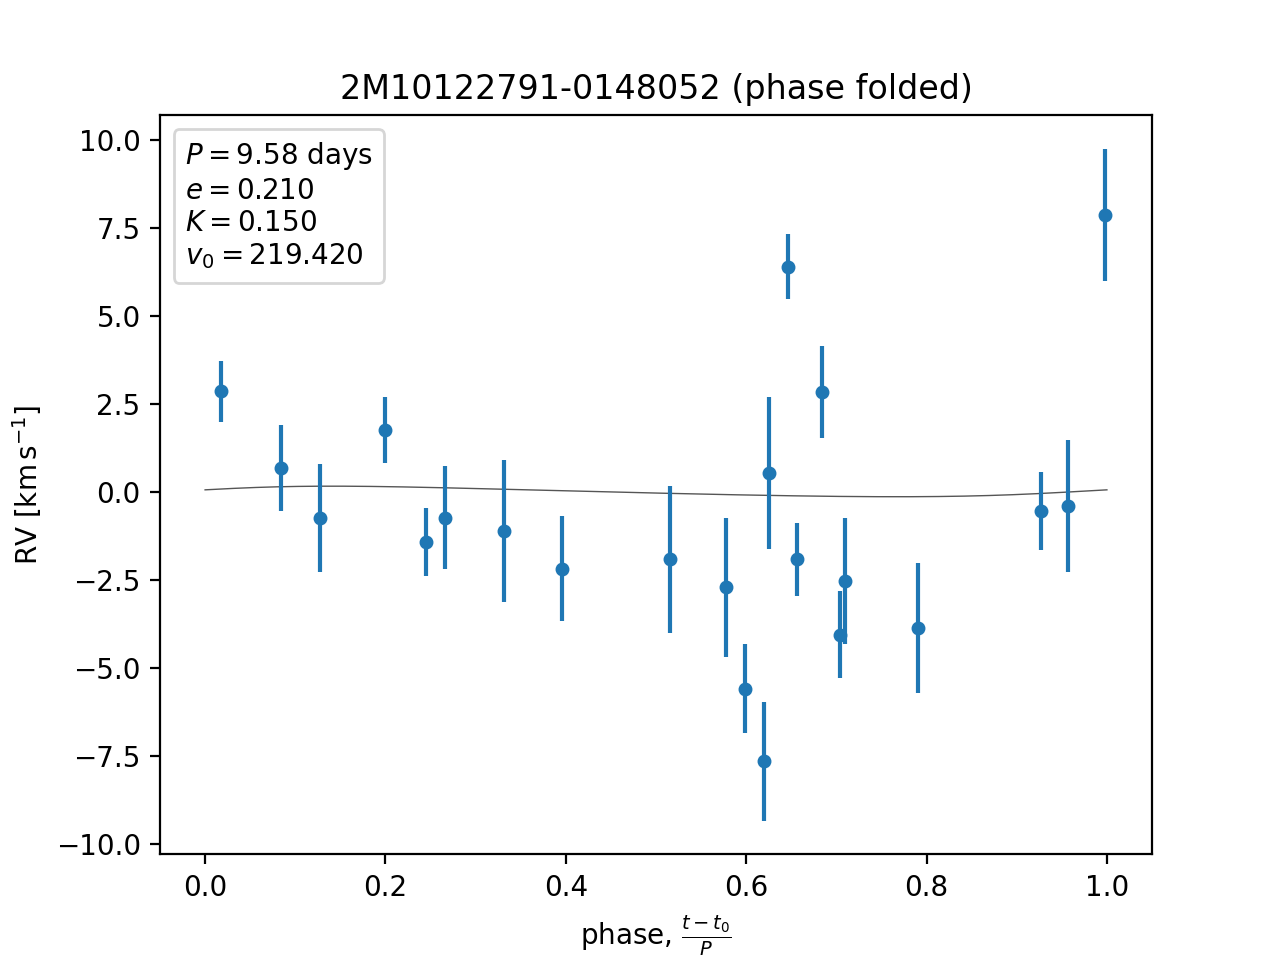 2M10122791-0148052 (phase folded)
P = 9.58 days
e = 0.210
K = 0.150
v₀ = 219.420
10.0
7.5
5.0
2.5
0.0
−2.5
−5.0
−7.5
−10.0
RV [km s⁻¹]
0.0 0.2 0.4 0.6 0.8 1.0
phase, (t − t₀)/P